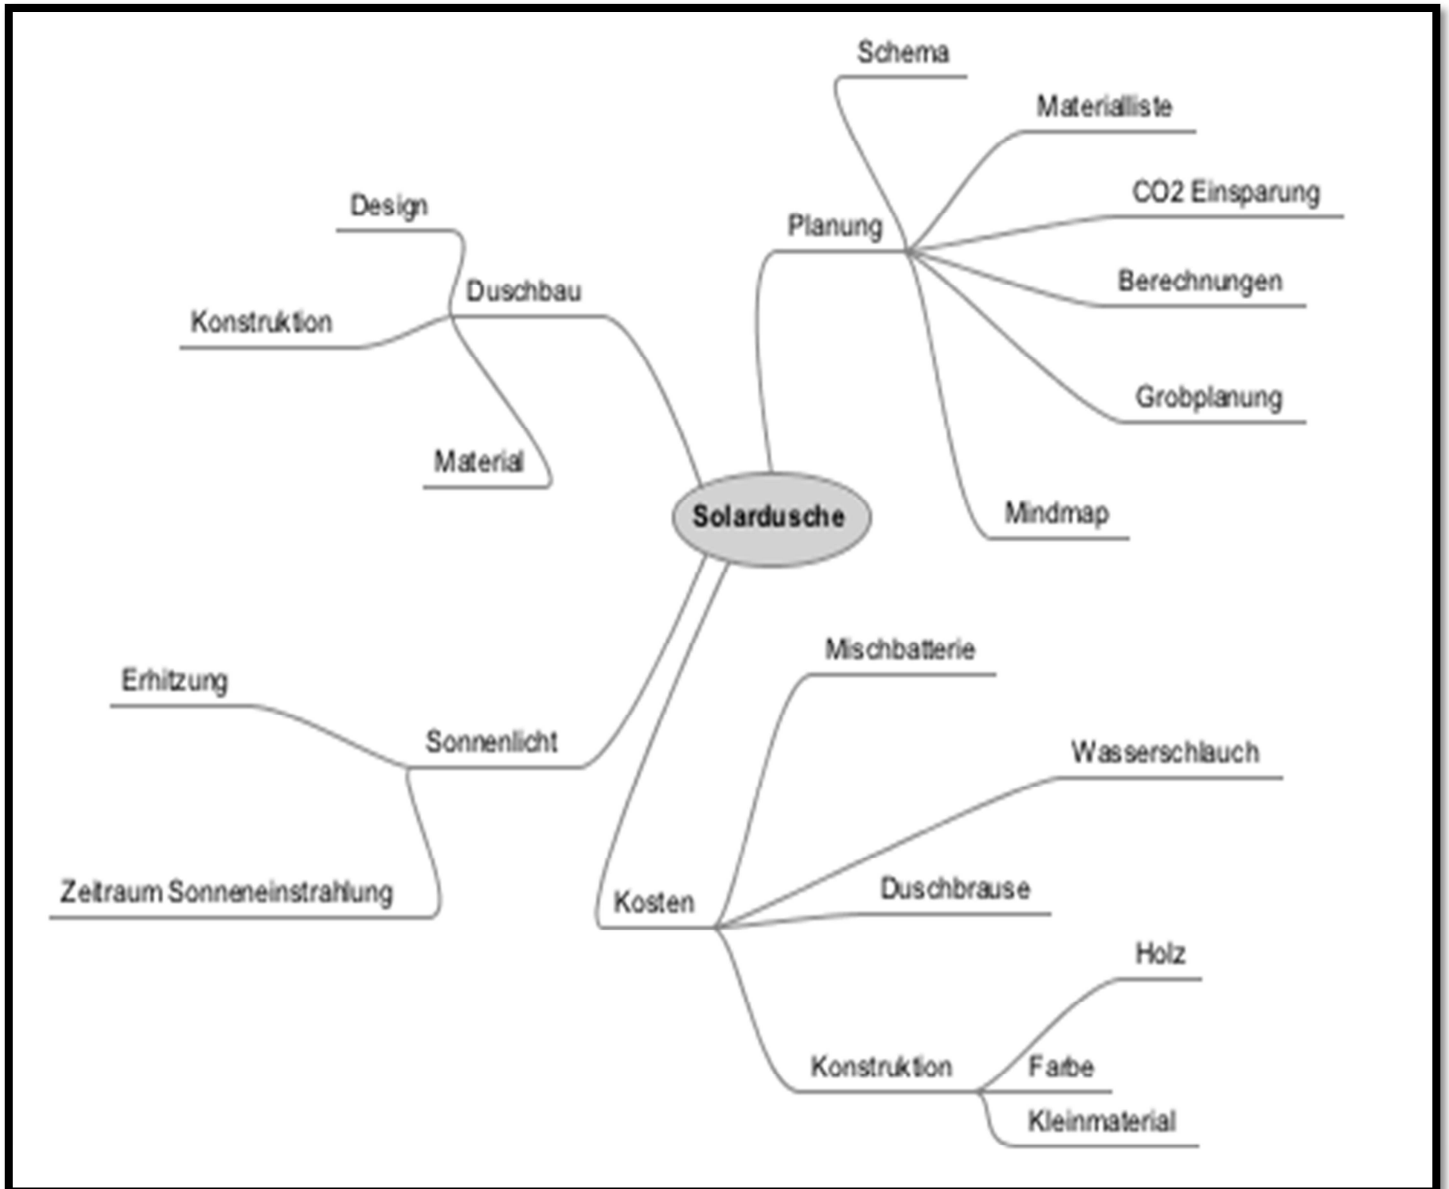 Schema
Materialliste
CO2 Einsparung
Design
Planung
Berechnungen
Duschbau
Konstruktion
Grobplanung
Material
Mindmap
Solardusche
Mischbatterie
Erhitzung
Sonnenlicht
Wasserschlauch
Zeitraum Sonneneinstrahlung
Duschbrause
Kosten
Holz
Konstruktion
Farbe
Kleinmaterial